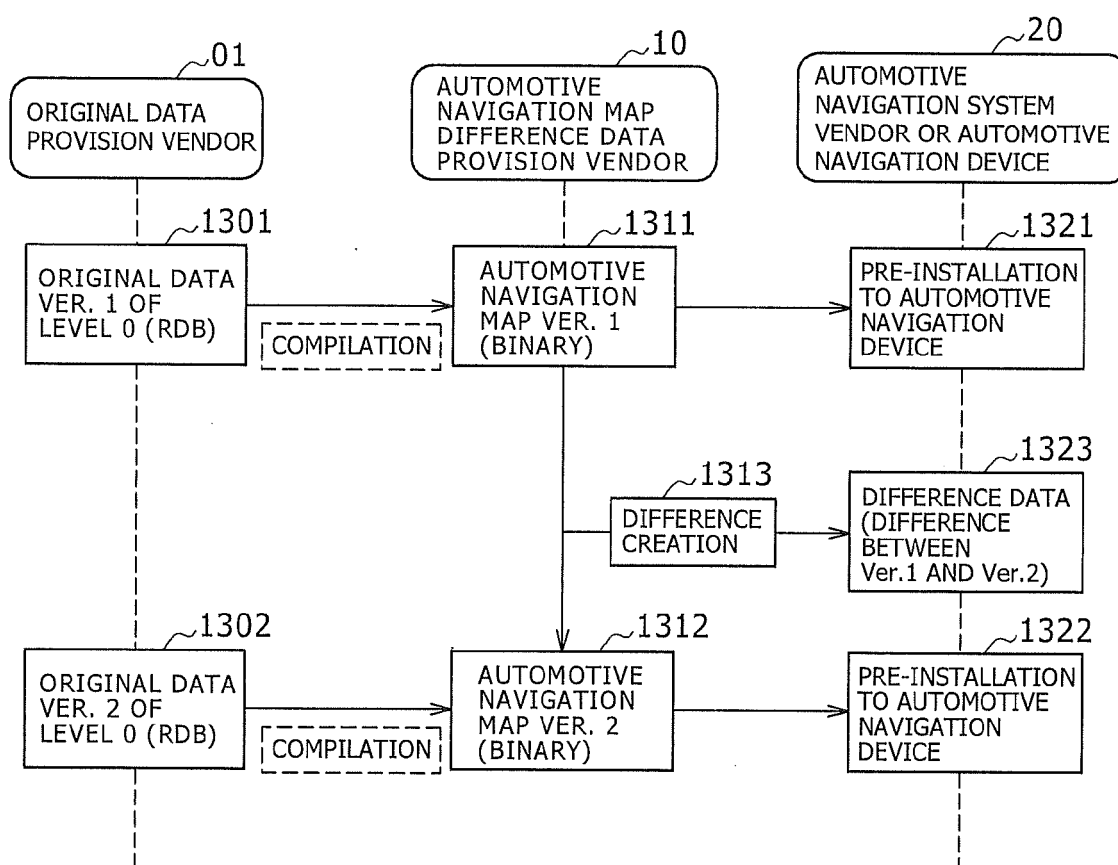 01
ORIGINAL DATA
PROVISION VENDOR
10
AUTOMOTIVE
NAVIGATION MAP
DIFFERENCE DATA
PROVISION VENDOR
20
AUTOMOTIVE
NAVIGATION SYSTEM
VENDOR OR AUTOMOTIVE
NAVIGATION DEVICE
1301
ORIGINAL DATA
VER. 1 OF
LEVEL 0 (RDB)
COMPILATION
1311
AUTOMOTIVE
NAVIGATION
MAP VER. 1
(BINARY)
1321
PRE-INSTALLATION
TO AUTOMOTIVE
NAVIGATION
DEVICE
1313
DIFFERENCE
CREATION
1323
DIFFERENCE DATA
(DIFFERENCE
BETWEEN
Ver.1 AND Ver.2)
1302
ORIGINAL DATA
VER. 2 OF
LEVEL 0 (RDB)
COMPILATION
1312
AUTOMOTIVE
NAVIGATION
MAP VER. 2
(BINARY)
1322
PRE-INSTALLATION
TO AUTOMOTIVE
NAVIGATION
DEVICE